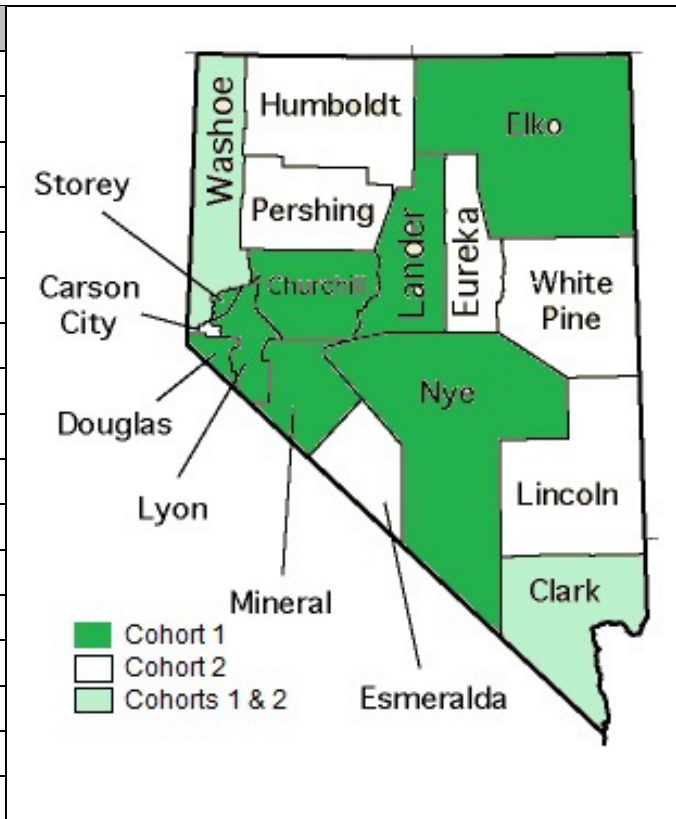 Humboldt
Elko
Washoe
Storey
Pershing
Lander
Eureka
Carson
City
Churchill
White
Pine
Nye
Douglas
Lyon
Lincoln
Mineral
Clark
Cohort 1
Cohort 2
Cohorts 1 & 2
Esmeralda